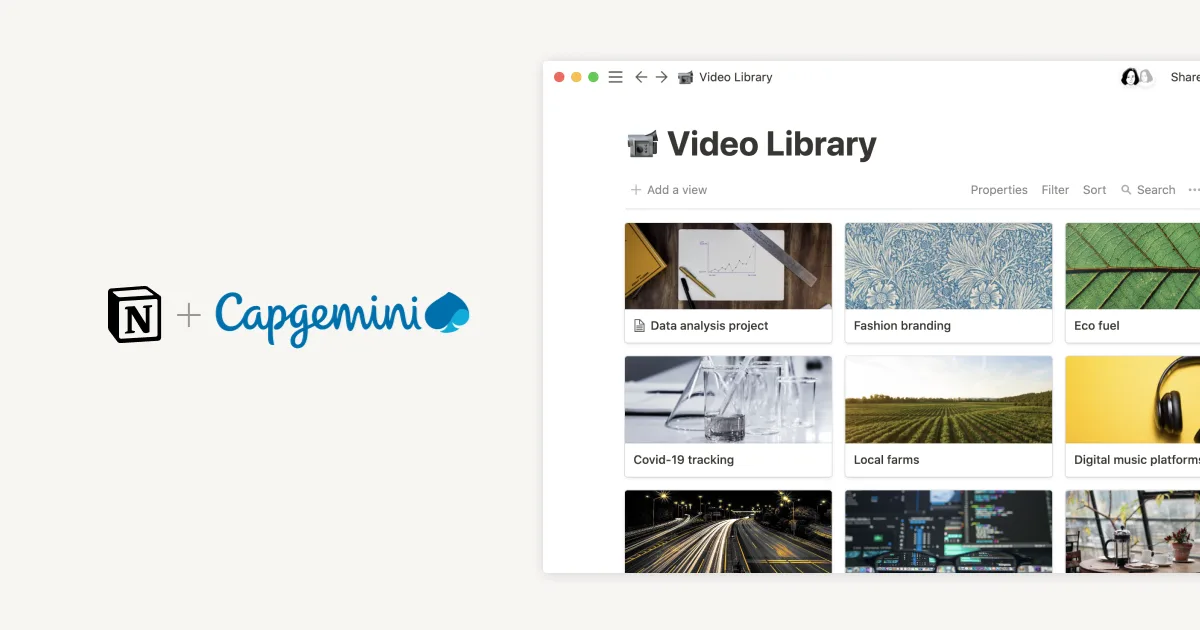 N + Capgemini
Video Library
Share
Video Library
Add a view
Properties Filter Sort Search
Data analysis project
Fashion branding
Eco fuel
Covid-19 tracking
Local farms
Digital music platforms